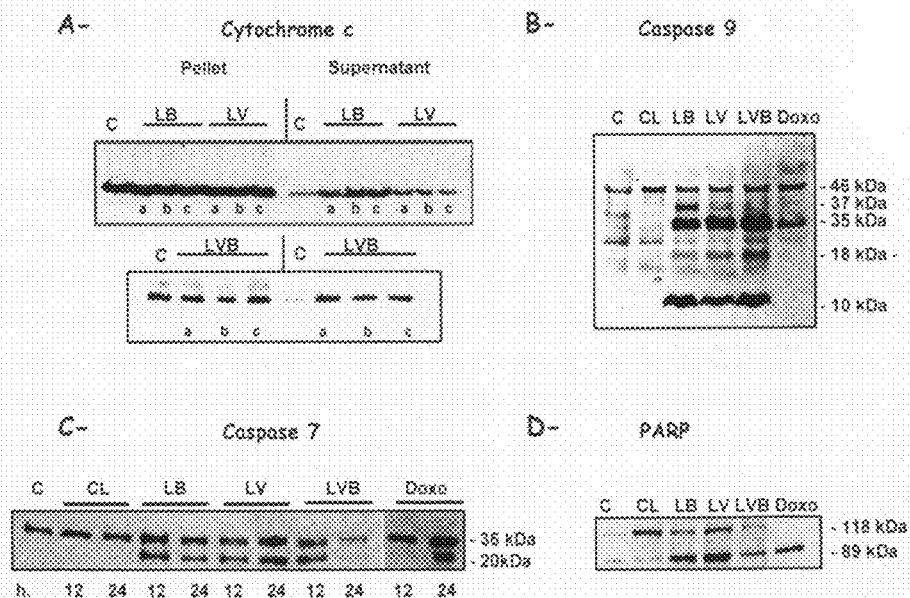 A-
Cytochrome c
Pellet Supernatant
C LB LV C LB LV
a b c a b c a b c a b c
C LVB C LVB
a b c a b c
B-
Caspase 9
C CL LB LV LVB Doxo
- 46 kDa
- 37 kDa
- 35 kDa
- 18 kDa -
- 10 kDa
C-
Caspase 7
C CL LB LV LVB Doxo
- 36 kDa
- 20kDa
h. 12 24 12 24 12 24 12 24 12 24
D-
PARP
C CL LB LV LVB Doxo
- 118 kDa
- 89 kDa